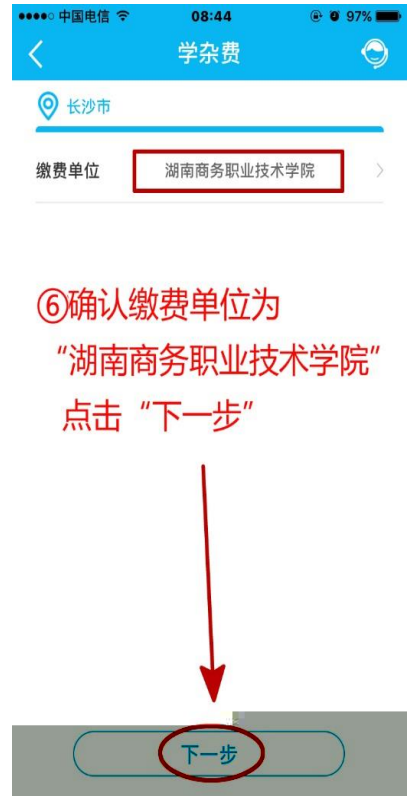 中国电信 08:44 97%
学杂费
长沙市
缴费单位 湖南商务职业技术学院
⑥确认缴费单位为
“湖南商务职业技术学院”
点击“下一步”
下一步